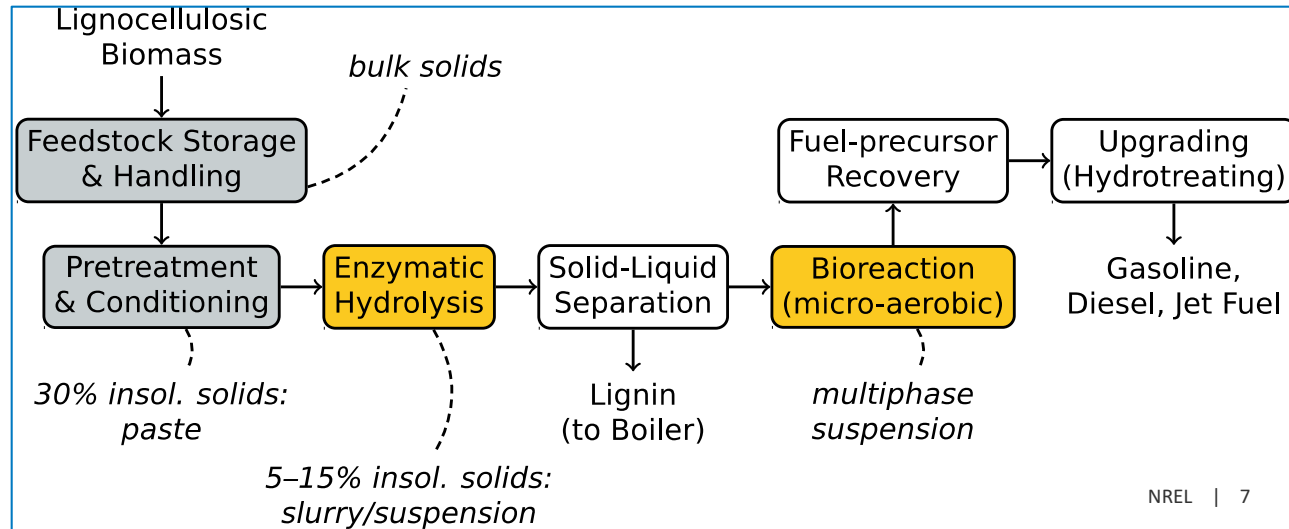 Lignocellulosic
Biomass
bulk solids
Feedstock Storage
& Handling
Fuel-precursor
Recovery
Upgrading
(Hydrotreating)
Pretreatment
& Conditioning
Enzymatic
Hydrolysis
Solid-Liquid
Separation
Bioreaction
(micro-aerobic)
Gasoline,
Diesel, Jet Fuel
30% insol. solids:
paste
Lignin
(to Boiler)
multiphase
suspension
5–15% insol. solids:
slurry/suspension
NREL | 7